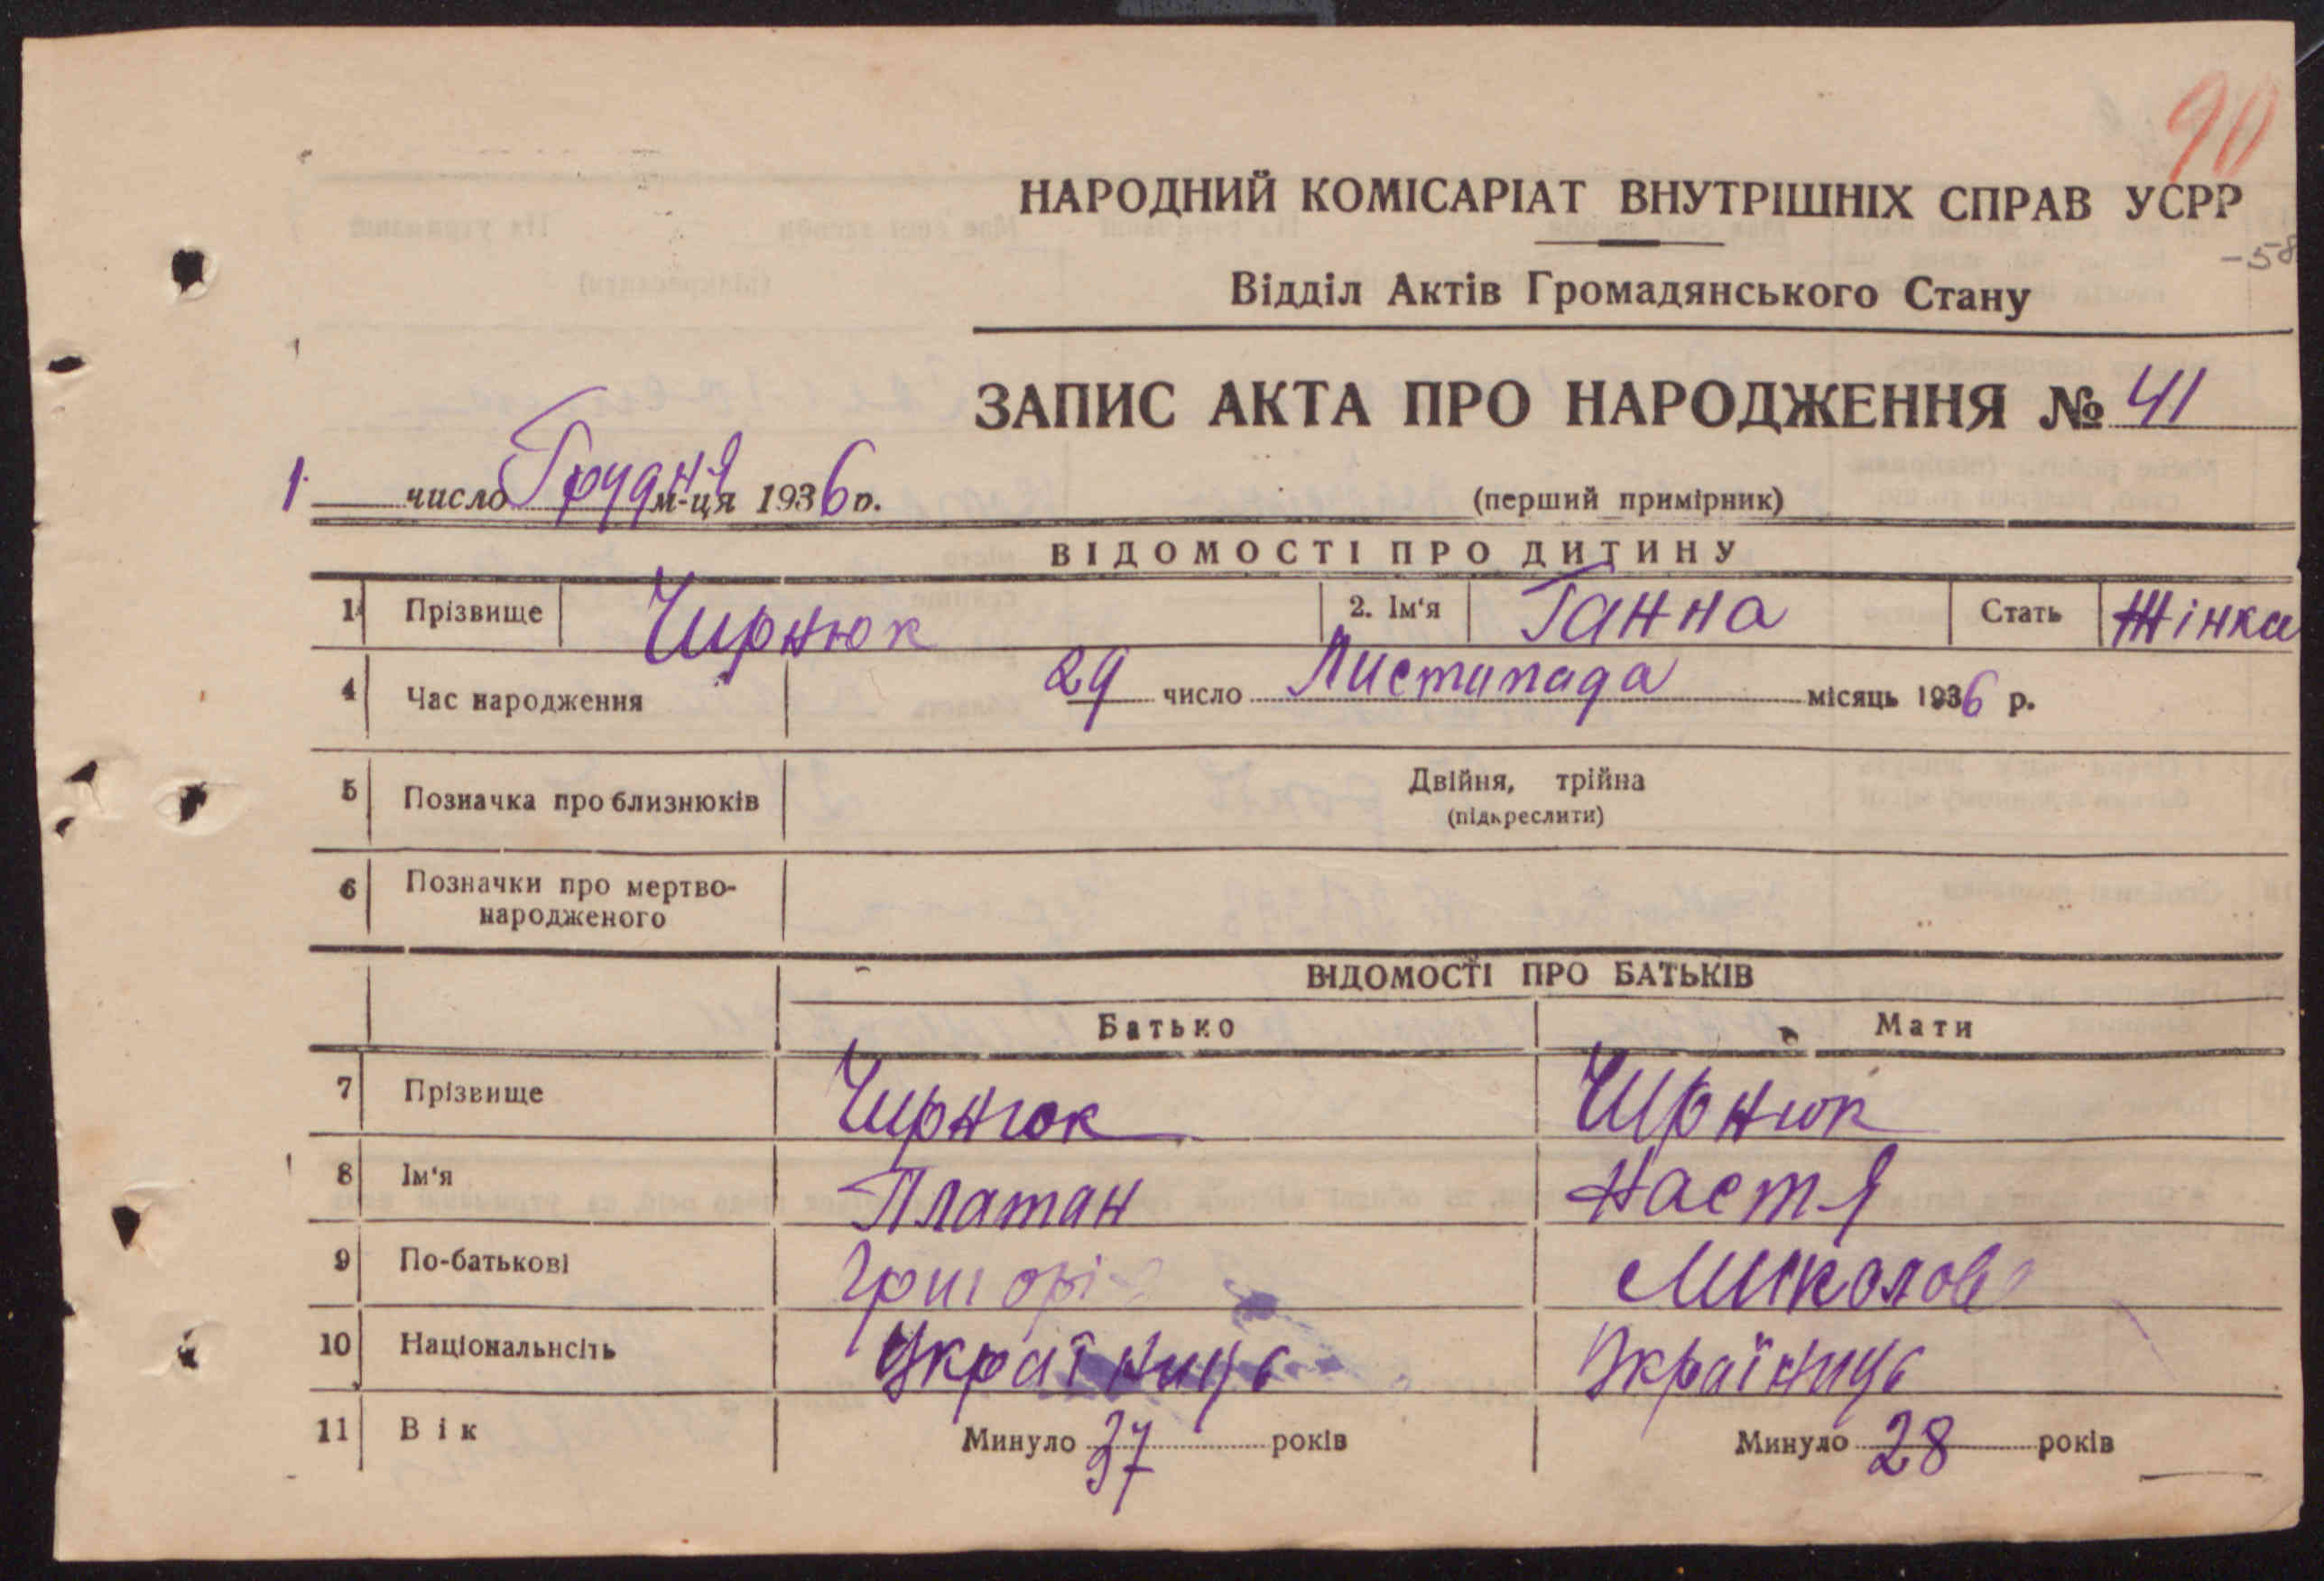 90
НАРОДНИЙ КОМІСАРІАТ ВНУТРІШНІХ СПРАВ УСРР
-58
Відділ Актів Громадянського Стану
ЗАПИС АКТА ПРО НАРОДЖЕННЯ № 41
1 число Грудня м-ця 1936 р.
(перший примірник)
ВІДОМОСТІ ПРО ДИТИНУ
1 Прізвище Чирнюк 2. Ім'я Ганна Стать Жінка
4 Час народження 29 число Листипада місяць 1936 р.
5 Позначка про близнюків Двійня, трійна
(підкреслити)
6 Позначки про мертво-
народженого
ВІДОМОСТІ ПРО БАТЬКІВ
Батько Мати
7 Прізвище Чирнюк Чирнюк
8 Ім'я Платан Настя
9 По-батькові Григорі Миколов
10 Національнсіть Українць Українць
11 Вік Минуло 37 років Минуло 28 років